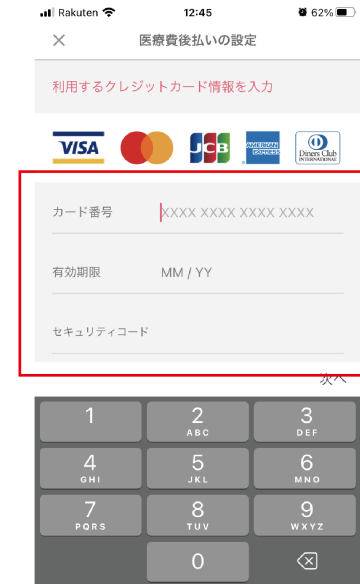 Rakuten 12:45 62%
医療費後払いの設定
利用するクレジットカード情報を入力
VISA JCB AMERICAN EXPRESS Diners Club INTERNATIONAL
カード番号 XXXX XXXX XXXX XXXX
有効期限 MM / YY
セキュリティコード
次へ
1 2 3
ABC DEF
4 5 6
GHI JKL MNO
7 8 9
PQRS TUV WXYZ
0